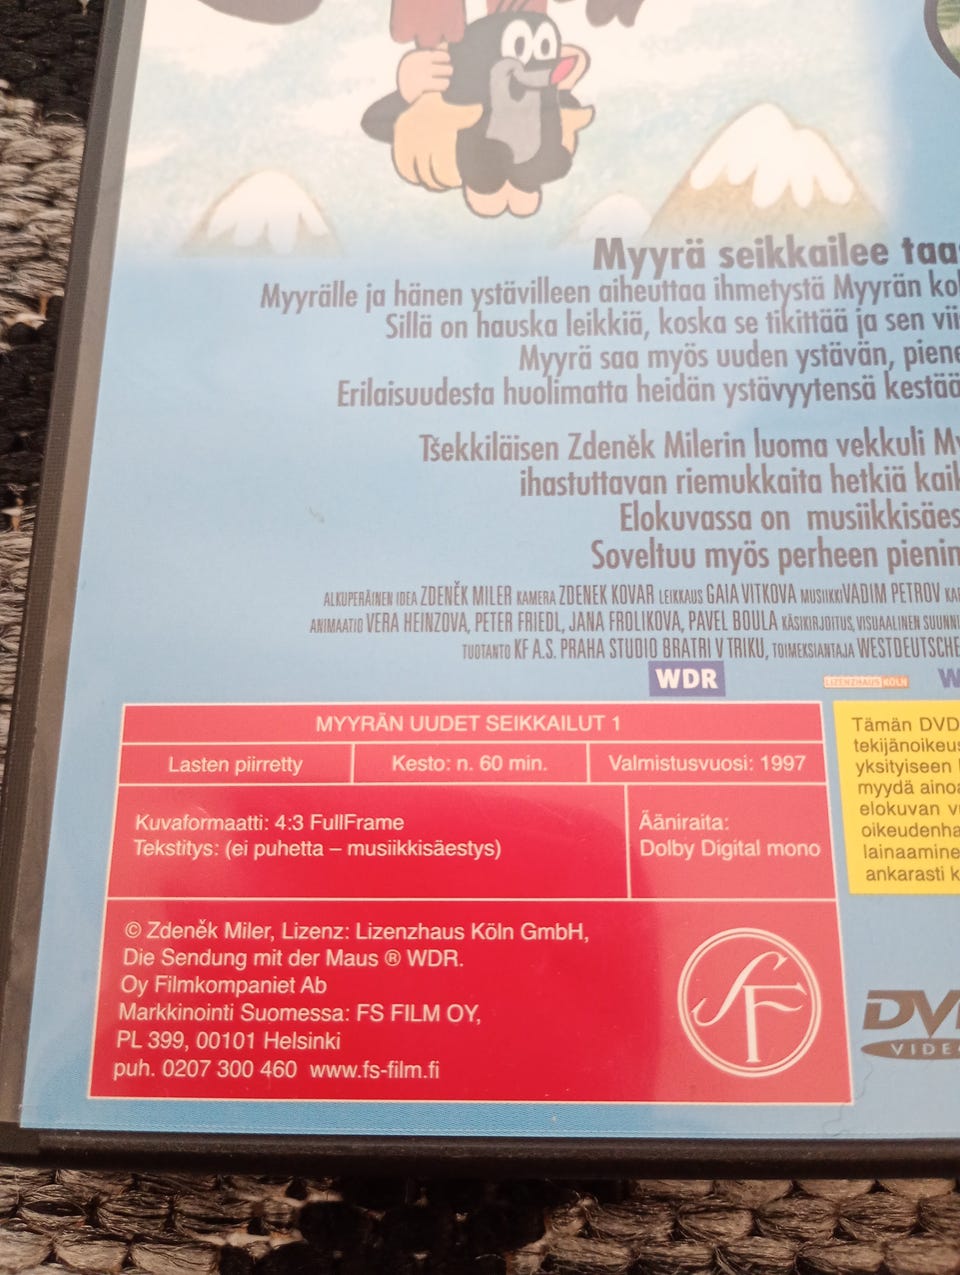 Myyrä seikkailee taas
Myyrälle ja hänen ystävilleen aiheuttaa ihmetystä Myyrän
Sillä on hauska leikkiä, koska se tikittää ja sen
Myyrä saa myös uuden ystävän,
Erilaisuudesta huolimatta heidän ystävyytensä kestää
Tšekkiläisen Zdeněk Milerin luoma vekkuli
ihastuttavan riemukkaita hetkiä
Elokuvassa on musiikkisäes
Soveltuu myös perheen
ALKUPERÄINEN IDEA ZDENĚK MILER KAMERA ZDENEK KOVAR LEIKKAUS GAIA VITKOVA MUSIIKKI VADIM PETROV
ANIMAATIO VERA HEINZOVA, PETER FRIEDL, JANA FROLIKOVA, PAVEL BOULA KÄSIKIRJOITUS, VISUAALINEN SUUNNI
TUOTANTO KF A.S. PRAHA STUDIO BRATRI V TRIKU, TOIMEKSIANTAJA WESTDEUTSCHE
WDR LIZENZHAUS KÖLN W
MYYRÄN UUDET SEIKKAILUT 1
Lasten piirretty Kesto: n. 60 min. Valmistusvuosi: 1997
Kuvaformaatti: 4:3 FullFrame
Tekstitys: (ei puhetta – musiikkisäestys)
Ääniraita:
Dolby Digital mono
© Zdeněk Miler, Lizenz: Lizenzhaus Köln GmbH,
Die Sendung mit der Maus ® WDR.
Oy Filmkompaniet Ab
Markkinointi Suomessa: FS FILM OY,
PL 399, 00101 Helsinki
puh. 0207 300 460 www.fs-film.fi
SF
Tämän DVD
tekijänoikeus
yksityiseen
myydä ainoa
elokuvan
oikeudenha
lainaamine
ankarasti k
DVD
VIDEO